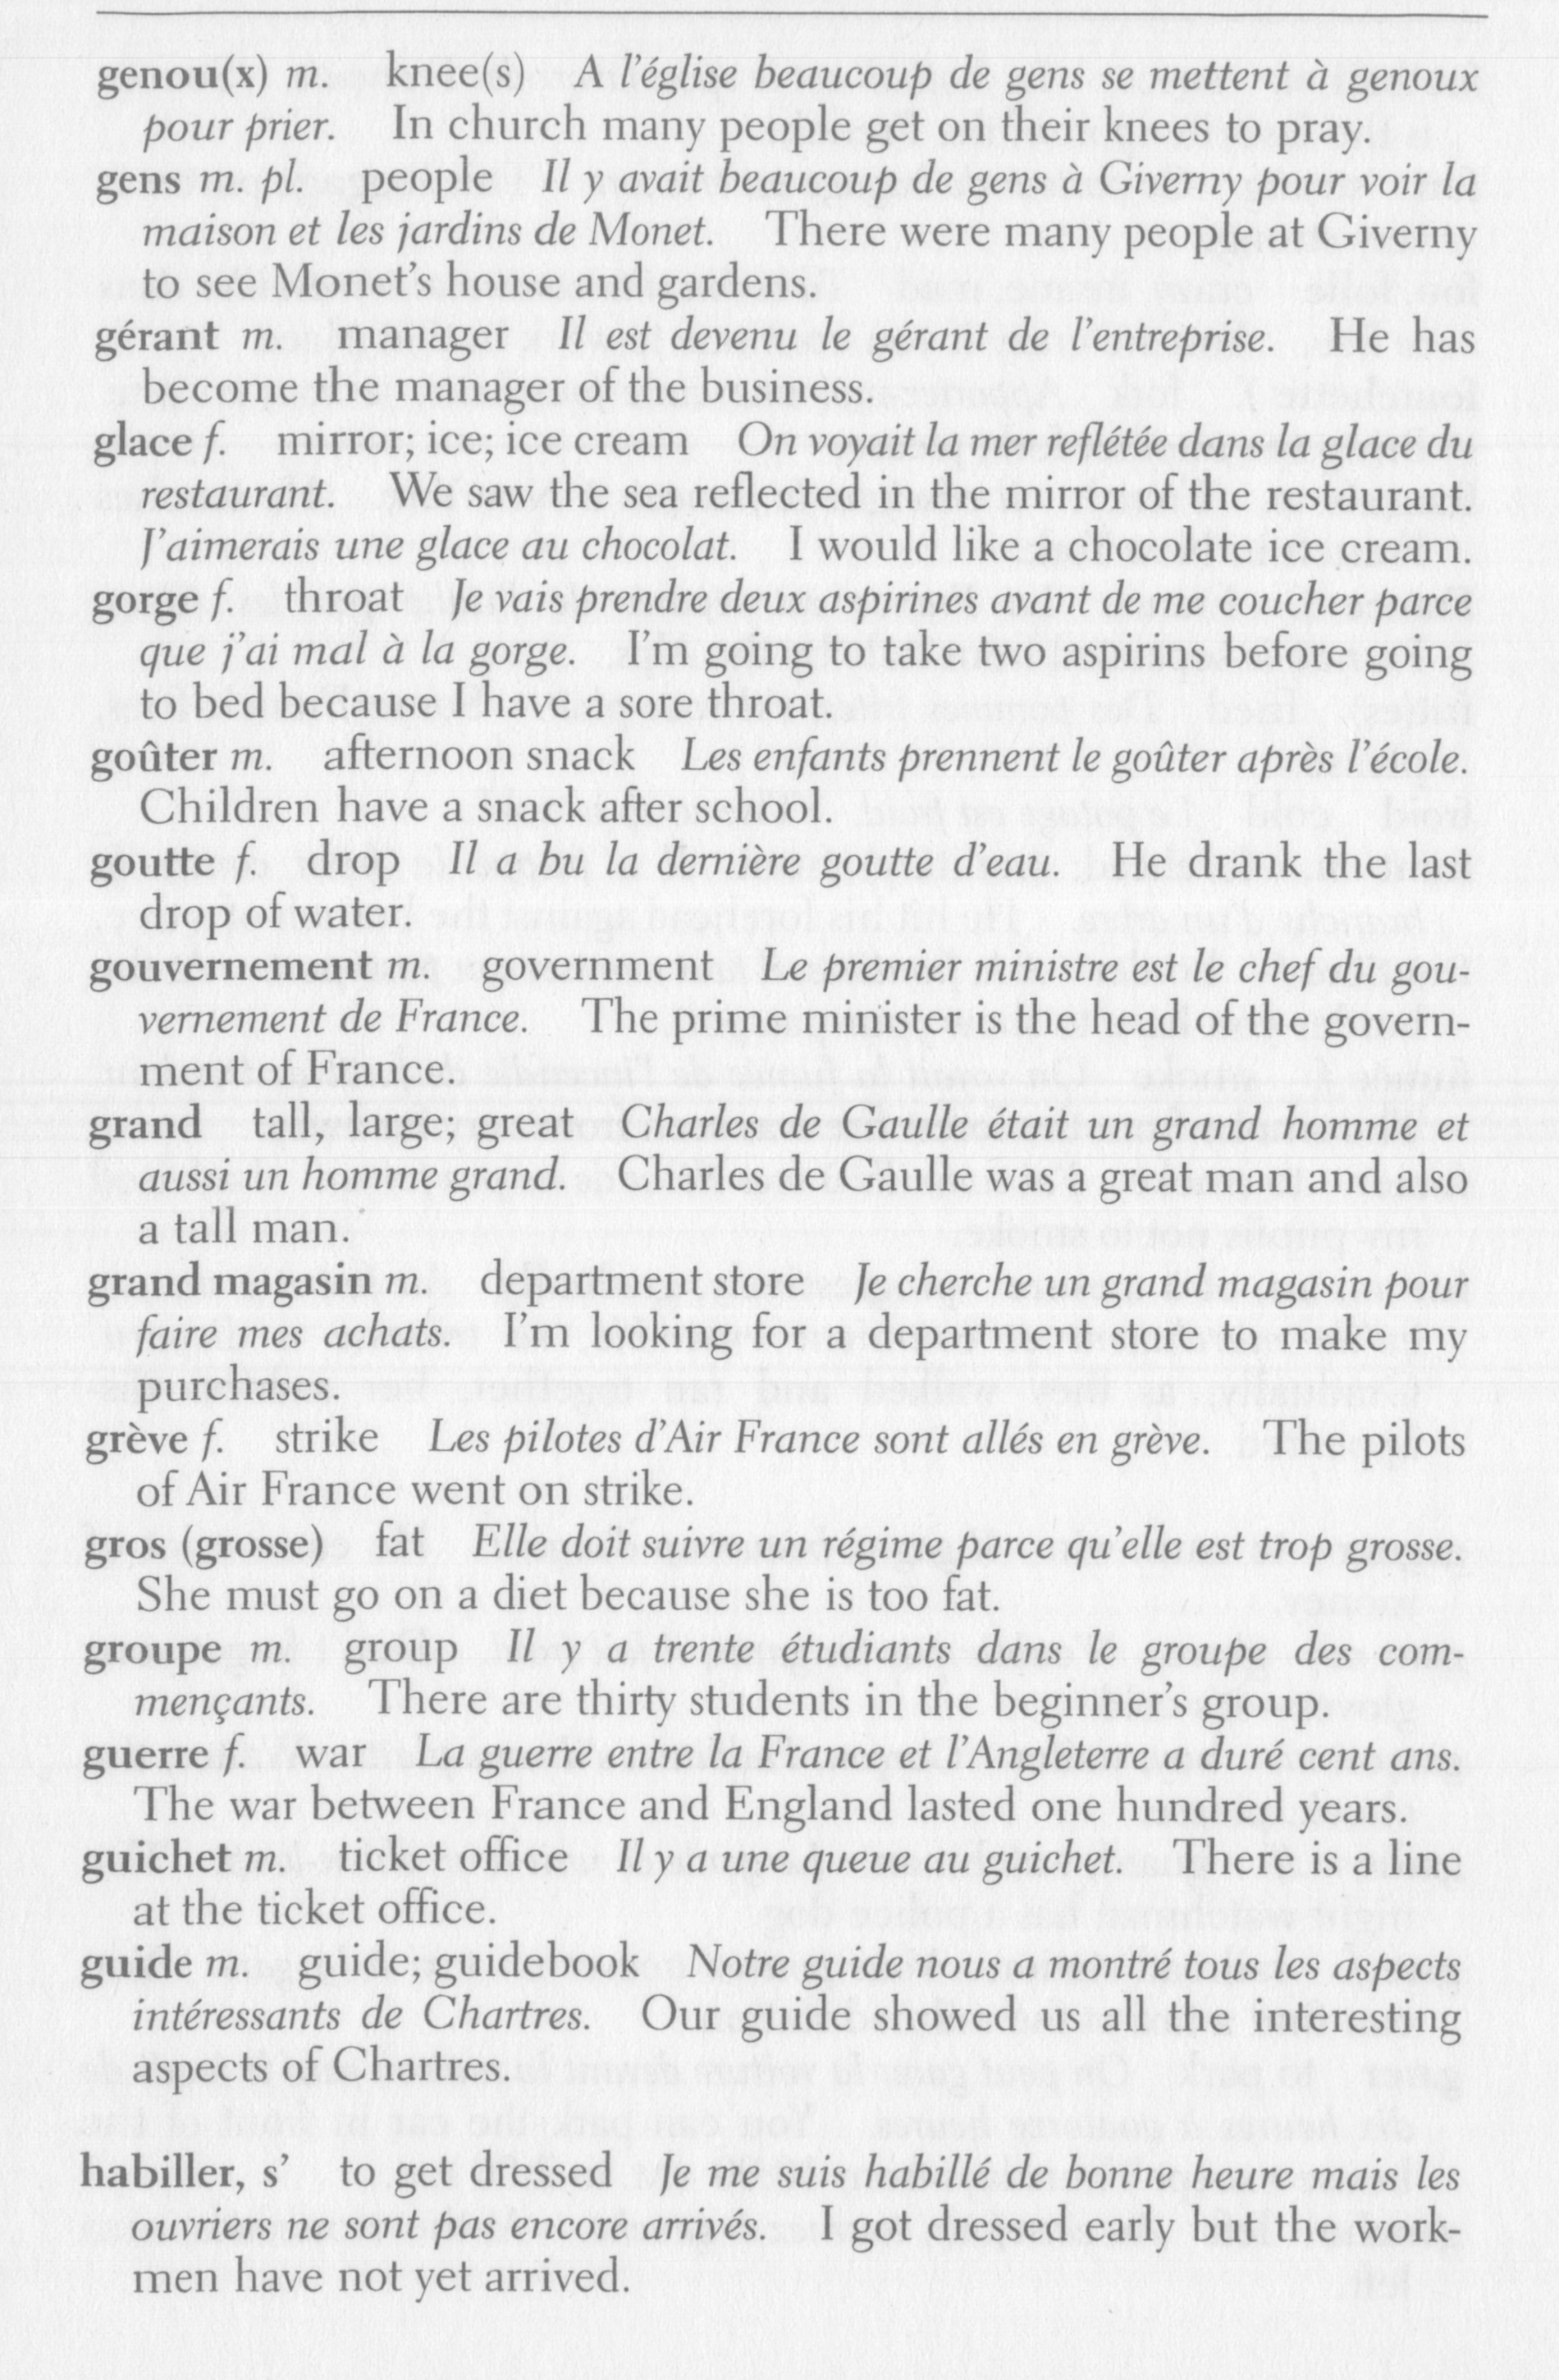 genou(x) m. knee(s) A l'église beaucoup de gens se mettent à genoux
pour prier. In church many people get on their knees to pray.
gens m. pl. people Il y avait beaucoup de gens à Giverny pour voir la
maison et les jardins de Monet. There were many people at Giverny
to see Monet's house and gardens.
gérant m. manager Il est devenu le gérant de l'entreprise. He has
become the manager of the business.
glace f. mirror; ice; ice cream On voyait la mer reflétée dans la glace du
restaurant. We saw the sea reflected in the mirror of the restaurant.
J'aimerais une glace au chocolat. I would like a chocolate ice cream.
gorge f. throat Je vais prendre deux aspirines avant de me coucher parce
que j'ai mal à la gorge. I'm going to take two aspirins before going
to bed because I have a sore throat.
goûter m. afternoon snack Les enfants prennent le goûter après l'école.
Children have a snack after school.
goutte f. drop Il a bu la dernière goutte d'eau. He drank the last
drop of water.
gouvernement m. government Le premier ministre est le chef du gou-
vernement de France. The prime minister is the head of the govern-
ment of France.
grand tall, large; great Charles de Gaulle était un grand homme et
aussi un homme grand. Charles de Gaulle was a great man and also
a tall man.
grand magasin m. department store Je cherche un grand magasin pour
faire mes achats. I'm looking for a department store to make my
purchases.
grève f. strike Les pilotes d'Air France sont allés en grève. The pilots
of Air France went on strike.
gros (grosse) fat Elle doit suivre un régime parce qu'elle est trop grosse.
She must go on a diet because she is too fat.
groupe m. group Il y a trente étudiants dans le groupe des com-
mençants. There are thirty students in the beginner's group.
guerre f. war La guerre entre la France et l'Angleterre a duré cent ans.
The war between France and England lasted one hundred years.
guichet m. ticket office Il y a une queue au guichet. There is a line
at the ticket office.
guide m. guide; guidebook Notre guide nous a montré tous les aspects
intéressants de Chartres. Our guide showed us all the interesting
aspects of Chartres.
habiller, s' to get dressed Je me suis habillé de bonne heure mais les
ouvriers ne sont pas encore arrivés. I got dressed early but the work-
men have not yet arrived.